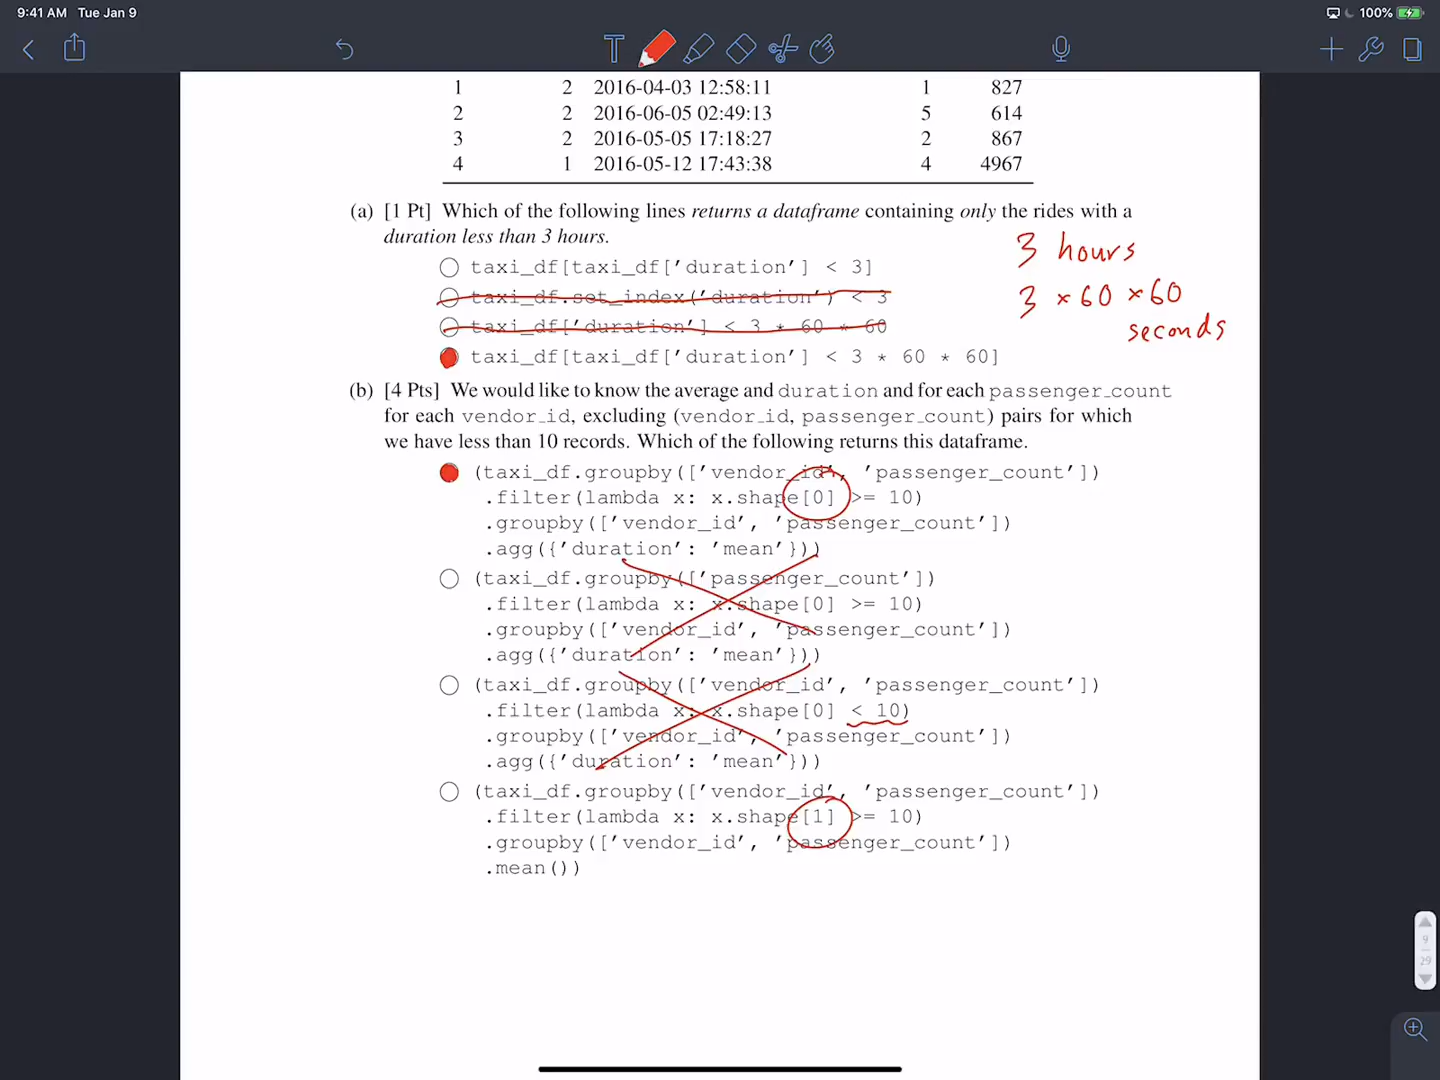 9:41 AM Tue Jan 9
100%
1 2 2016-04-03 12:58:11 1 827
2 2 2016-06-05 02:49:13 5 614
3 2 2016-05-05 17:18:27 2 867
4 1 2016-05-12 17:43:38 4 4967
(a) [1 Pt] Which of the following lines returns a dataframe containing only the rides with a
duration less than 3 hours.
taxi_df[taxi_df['duration'] < 3]
taxi_df.set_index('duration') < 3
taxi_df['duration'] < 3 * 60 * 60
taxi_df[taxi_df['duration'] < 3 * 60 * 60]
3 hours
3 × 60 × 60
seconds
(b) [4 Pts] We would like to know the average and duration and for each passenger_count
for each vendor_id, excluding (vendor_id, passenger_count) pairs for which
we have less than 10 records. Which of the following returns this dataframe.
(taxi_df.groupby(['vendor_id', 'passenger_count'])
.filter(lambda x: x.shape[0] >= 10)
.groupby(['vendor_id', 'passenger_count'])
.agg({'duration': 'mean'}))
(taxi_df.groupby(['passenger_count'])
.filter(lambda x: x.shape[0] >= 10)
.groupby(['vendor_id', 'passenger_count'])
.agg({'duration': 'mean'}))
(taxi_df.groupby(['vendor_id', 'passenger_count'])
.filter(lambda x: x.shape[0] < 10)
.groupby(['vendor_id', 'passenger_count'])
.agg({'duration': 'mean'}))
(taxi_df.groupby(['vendor_id', 'passenger_count'])
.filter(lambda x: x.shape[1] >= 10)
.groupby(['vendor_id', 'passenger_count'])
.mean())
9
29